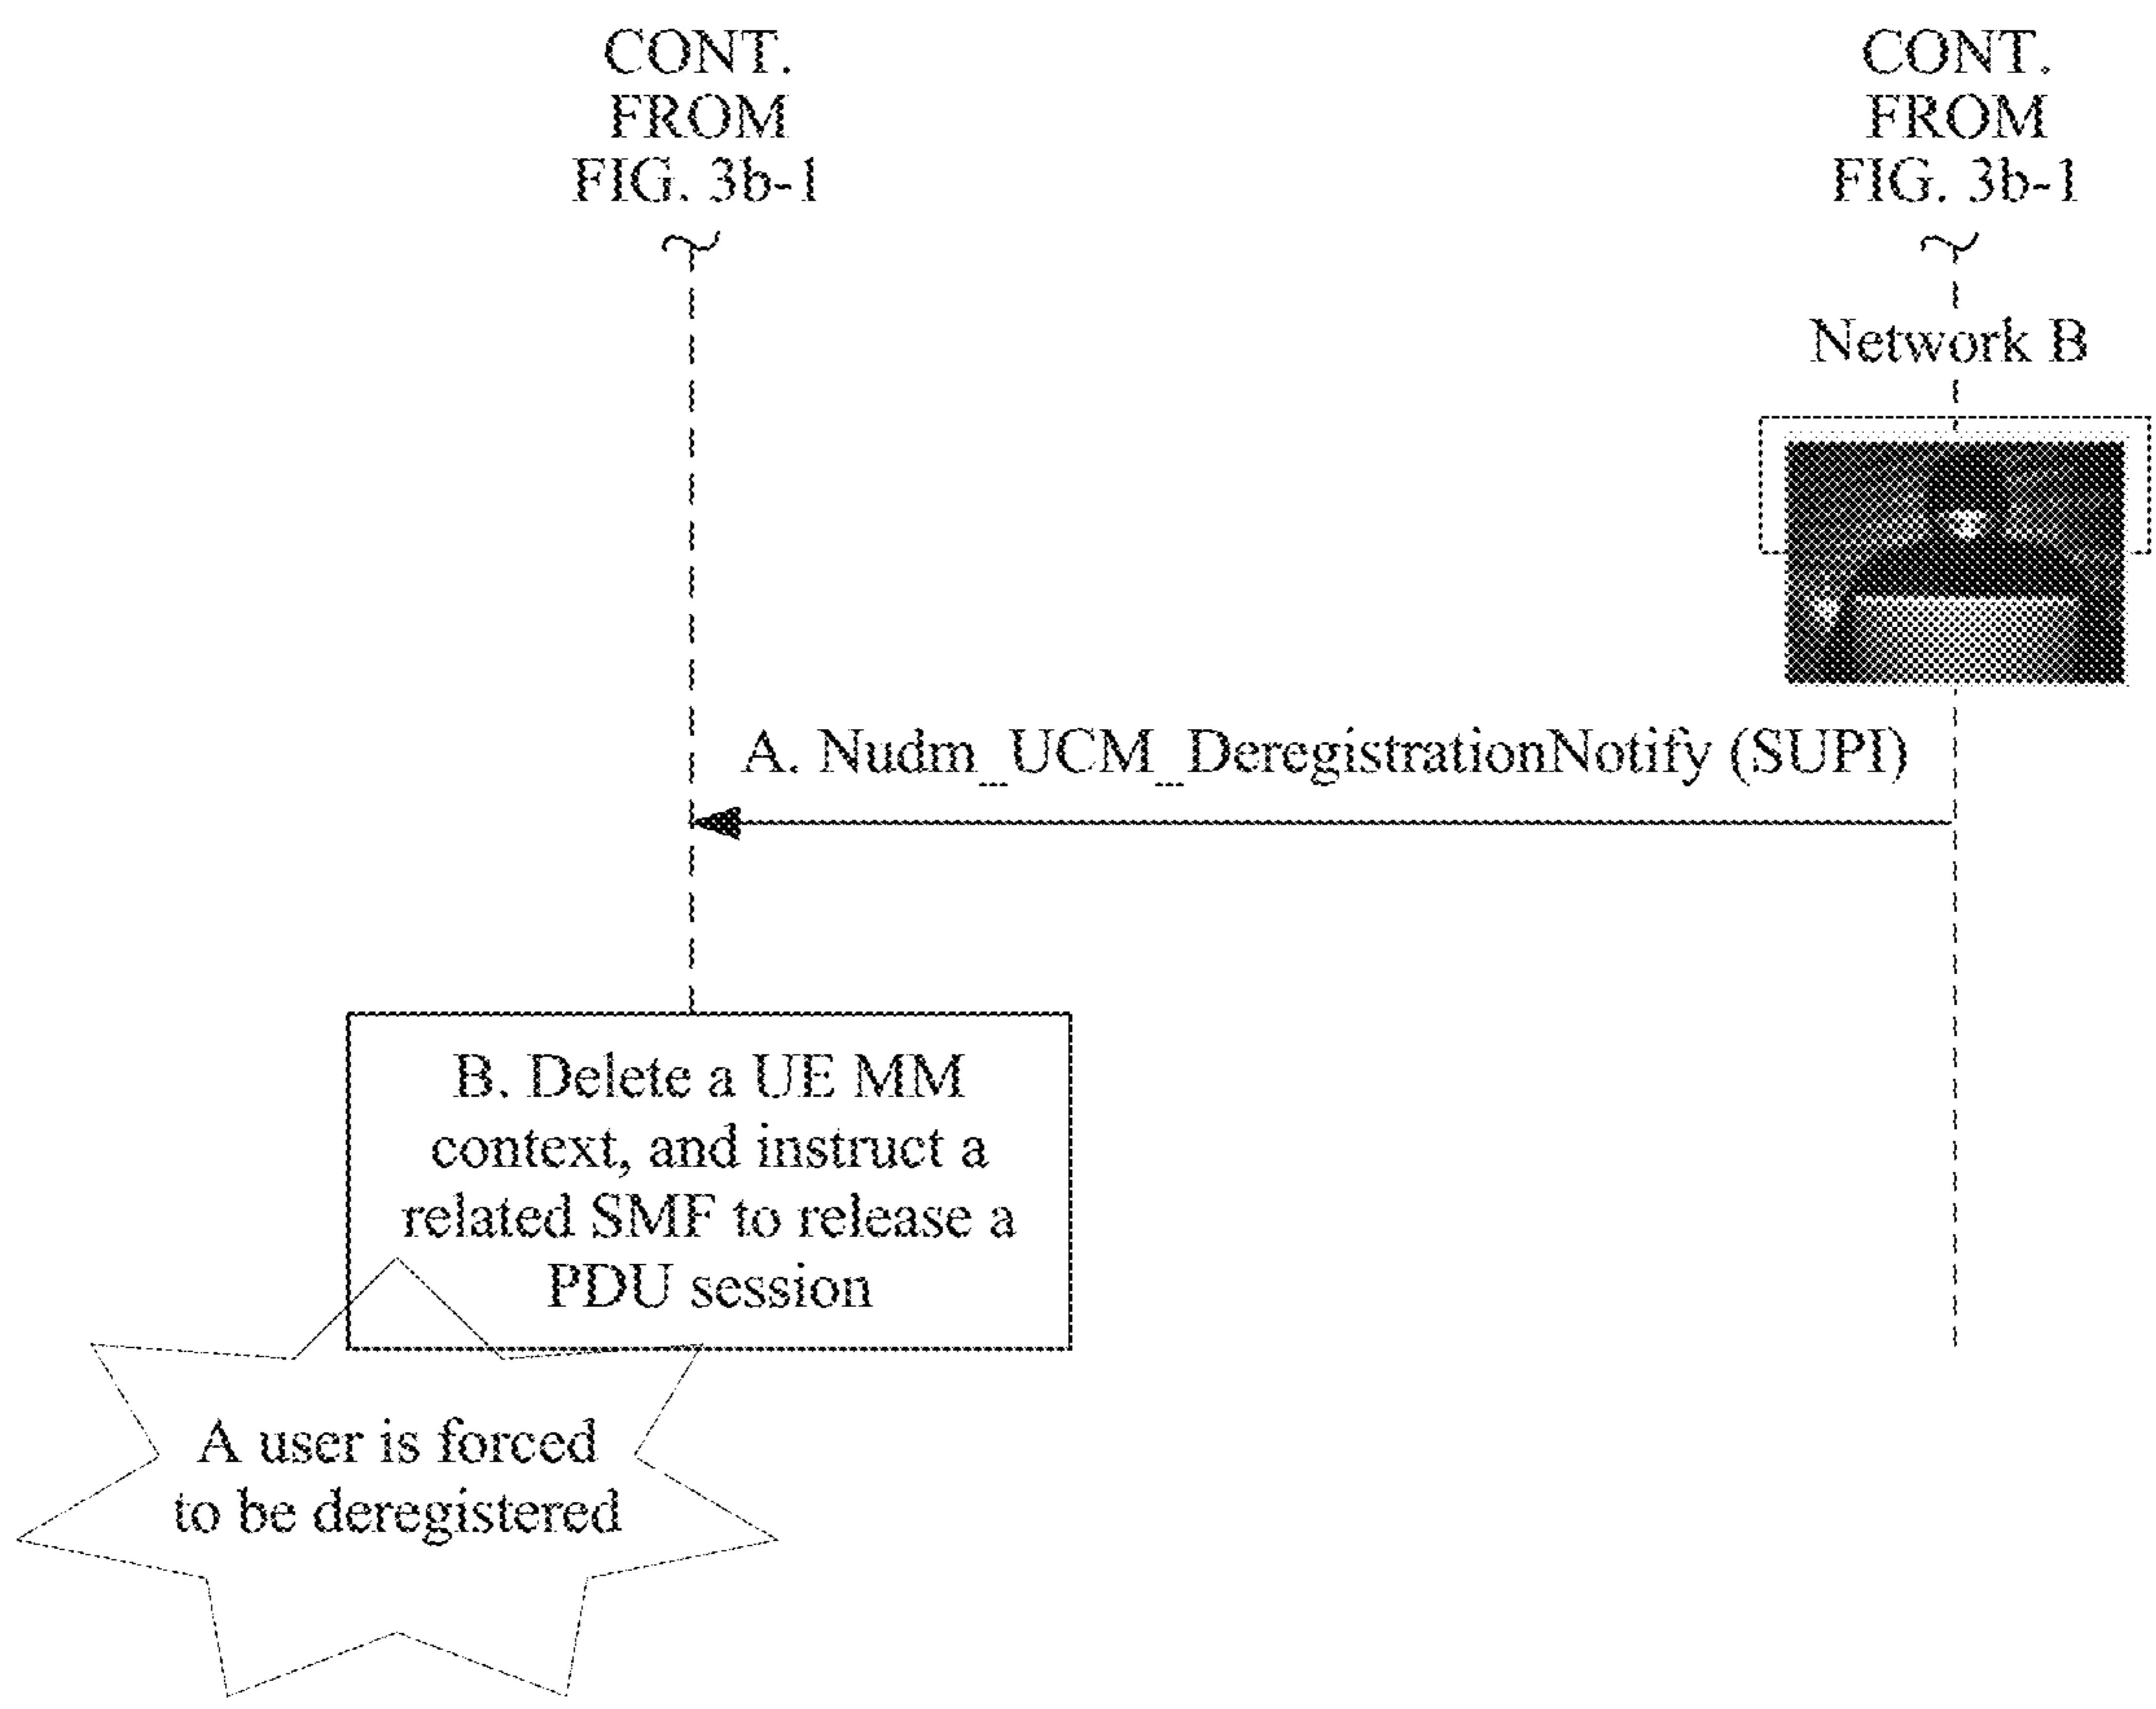 CONT.
FROM
FIG. 3b-1
CONT.
FROM
FIG. 3b-1
Network B
A. Nudm_UCM_DeregistrationNotify (SUPI)
B. Delete a UE MM
context, and instruct a
related SMF to release a
PDU session
A user is forced
to be deregistered